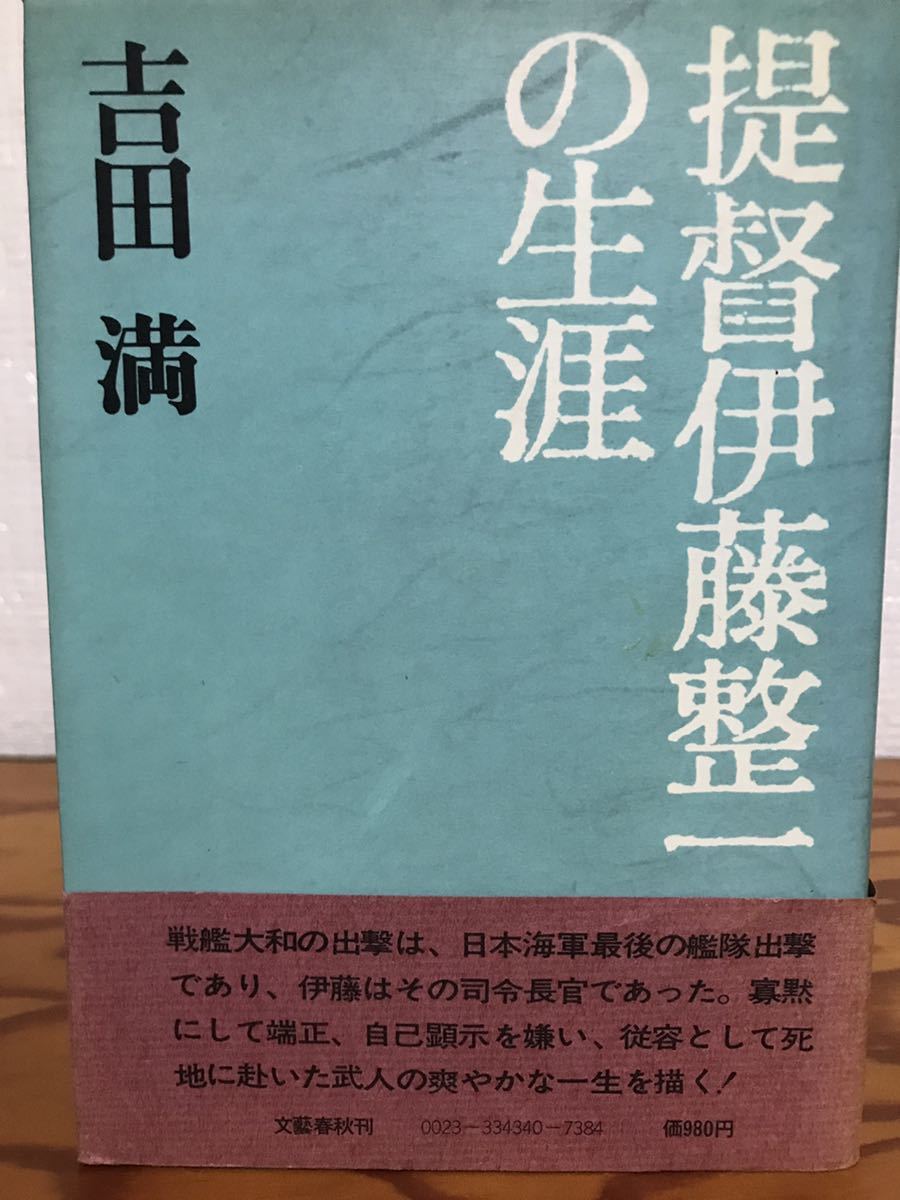 提督伊藤整一
の生涯
吉田 満
戦艦大和の出撃は、日本海軍最後の艦隊出撃
であり、伊藤はその司令長官であった。寡黙
にして端正、自己顕示を嫌い、従容として死
地に赴いた武人の爽やかな一生を描く!
文藝春秋刊 0023-334340-7384 価980円